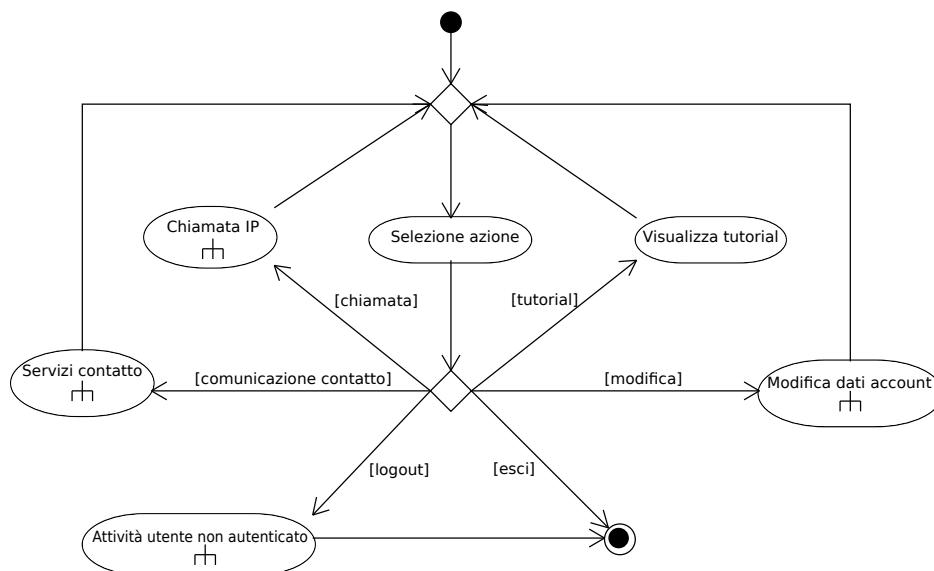 Chiamata IP
Selezione azione
Visualizza tutorial
[chiamata]
[tutorial]
Servizi contatto
[comunicazione contatto]
[modifica]
Modifica dati account
[logout]
[esci]
Attività utente non autenticato